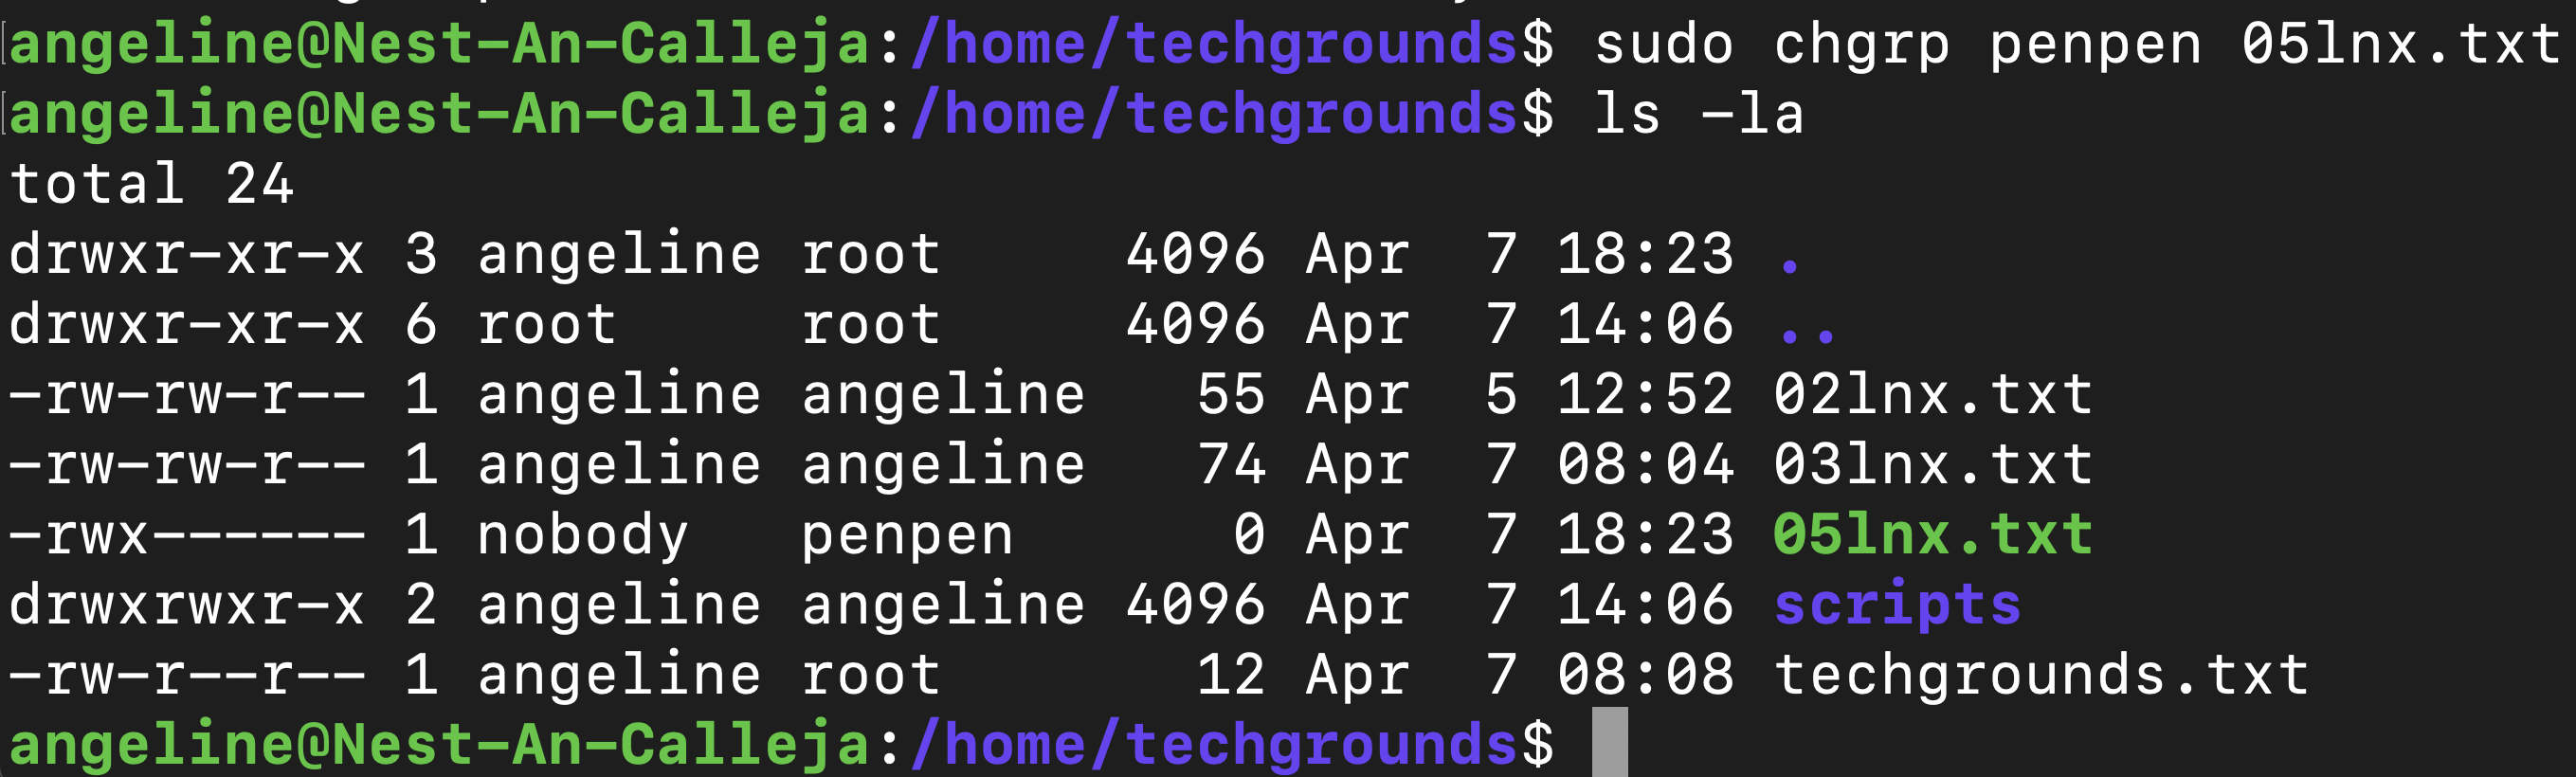 angeline@Nest-An-Calleja:/home/techgrounds$ sudo chgrp penpen 05lnx.txt
angeline@Nest-An-Calleja:/home/techgrounds$ ls -la
total 24
drwxr-xr-x 3 angeline root     4096 Apr  7 18:23 .
drwxr-xr-x 6 root     root     4096 Apr  7 14:06 ..
-rw-rw-r-- 1 angeline angeline   55 Apr  5 12:52 02lnx.txt
-rw-rw-r-- 1 angeline angeline   74 Apr  7 08:04 03lnx.txt
-rwx------ 1 nobody   penpen      0 Apr  7 18:23 05lnx.txt
drwxrwxr-x 2 angeline angeline 4096 Apr  7 14:06 scripts
-rw-r--r-- 1 angeline root       12 Apr  7 08:08 techgrounds.txt
angeline@Nest-An-Calleja:/home/techgrounds$